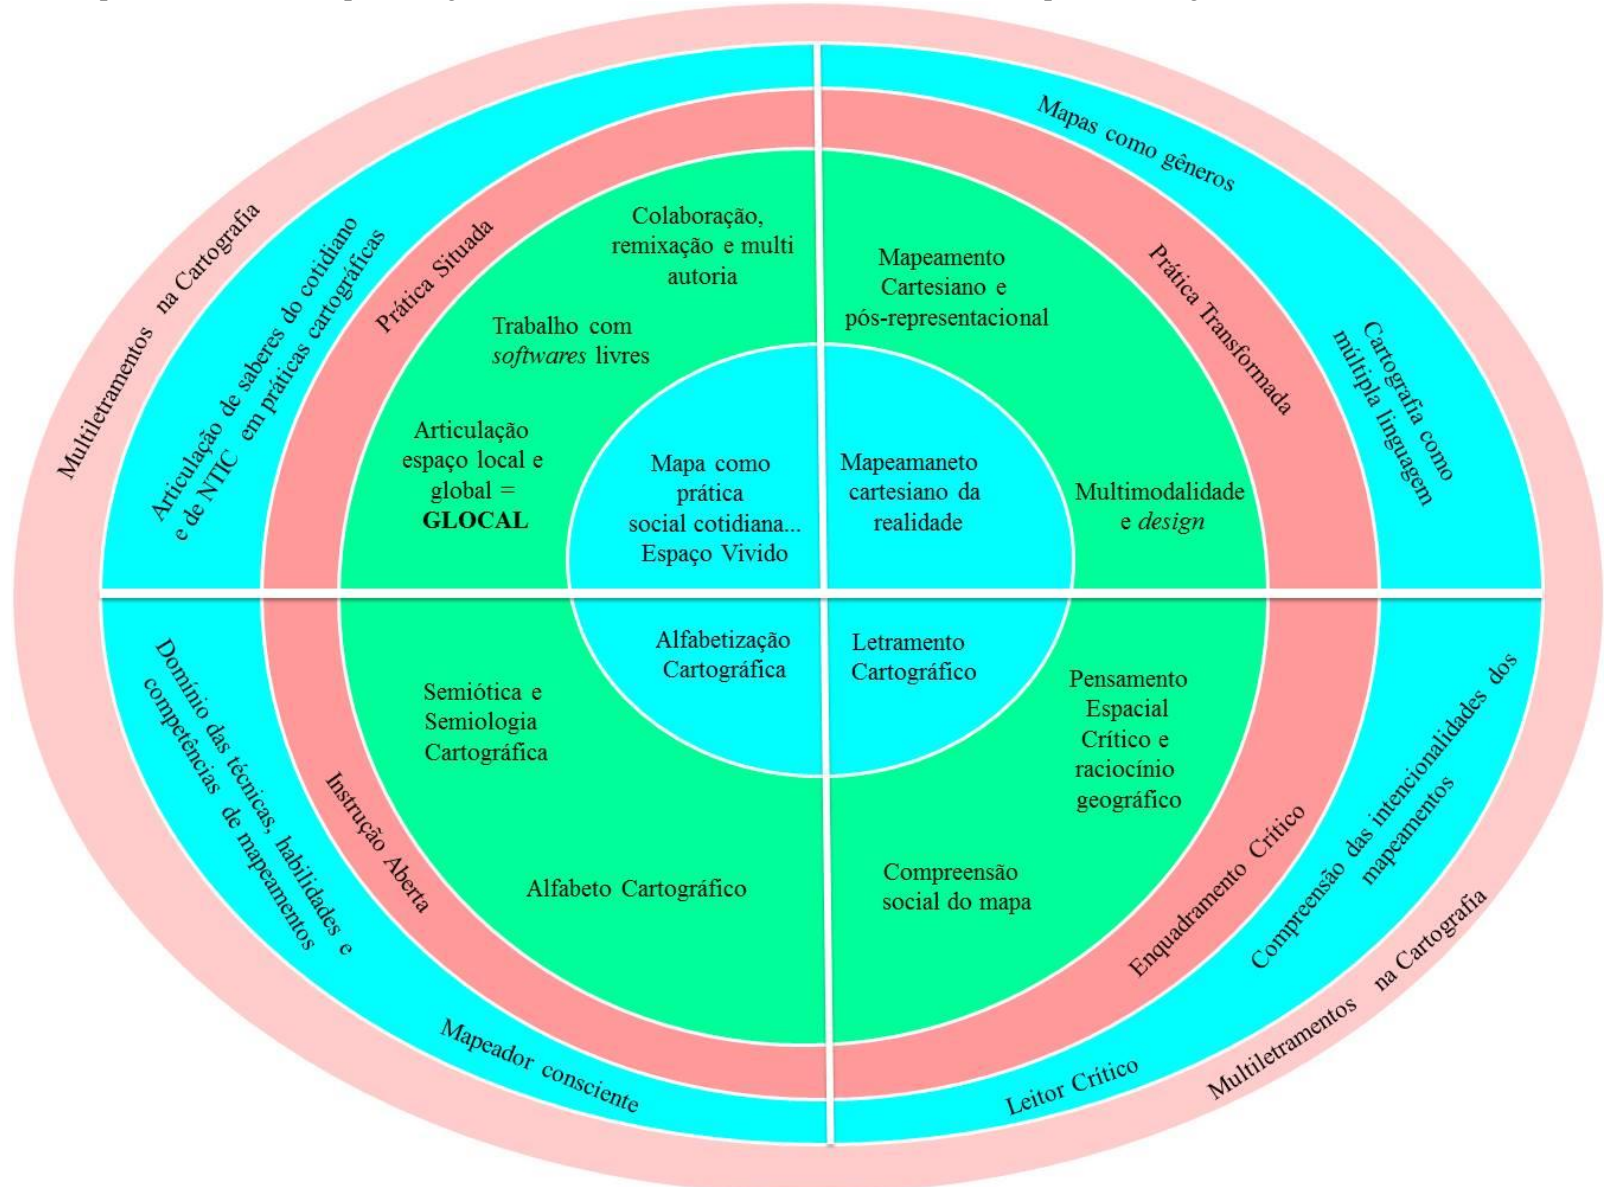 Mapas como gêneros
Cartografia como
múltipla linguagem
Prática Transformada
Mapeamento
Cartesiano e
pós-representacional
Multimodalidade
e design
Mapeamaneto
cartesiano da
realidade
Multiletramentos na Cartografia
Articulação de saberes do cotidiano
e de NTIC em práticas cartográficas
Prática Situada
Colaboração,
remixação e multi
autoria
Trabalho com
softwares livres
Articulação
espaço local e
global =
GLOCAL
Mapa como
prática
social cotidiana...
Espaço Vivido
Alfabetização
Cartográfica
Semiótica e
Semiologia
Cartográfica
Alfabeto Cartográfico
Instrução Aberta
Domínio das técnicas, habilidades e
competências de mapeamentos
Mapeador consciente
Letramento
Cartográfico
Pensamento
Espacial
Crítico e
raciocínio
geográfico
Compreensão
social do mapa
Enquadramento Crítico
Compreensão das intencionalidades dos
mapeamentos
Leitor Crítico
Multiletramentos na Cartografia